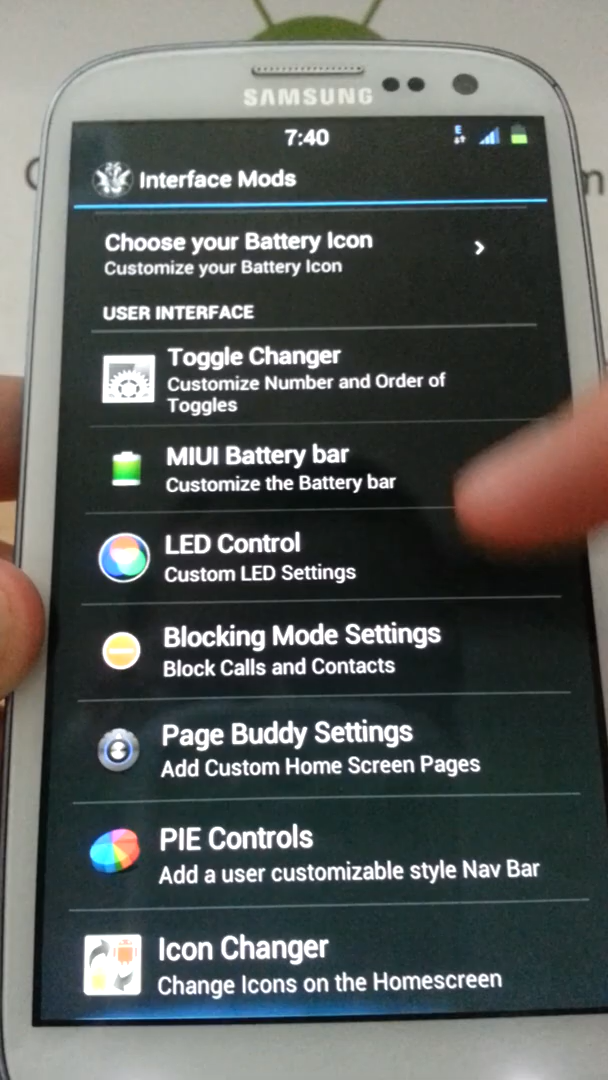 SAMSUNG
7:40
E
Interface Mods
Choose your Battery Icon
Customize your Battery Icon
USER INTERFACE
Toggle Changer
Customize Number and Order of
Toggles
MIUI Battery bar
Customize the Battery bar
LED Control
Custom LED Settings
Blocking Mode Settings
Block Calls and Contacts
Page Buddy Settings
Add Custom Home Screen Pages
PIE Controls
Add a user customizable style Nav Bar
Icon Changer
Change Icons on the Homescreen